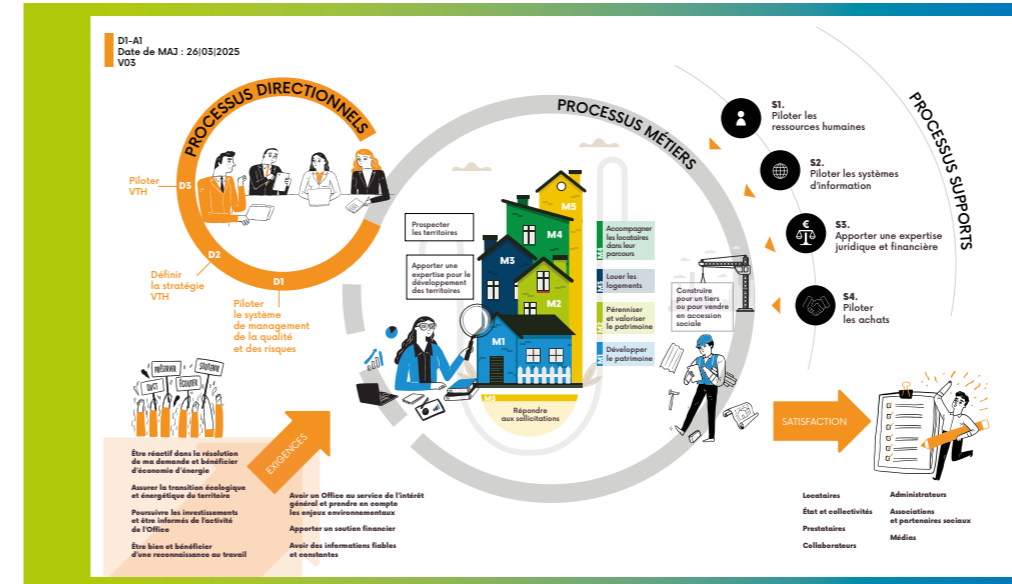 D1-A1
Date de MAJ : 26|03|2025
V03
PROCESSUS DIRECTIONNELS
Piloter
VTH
D3
D2
D1
Définir
la stratégie
VTH
Piloter
le système
de management
de la qualité
et des risques
PROCESSUS MÉTIERS
Prospecter
les territoires
Apporter une
expertise pour le
développement
des territoires
M5
M4
M3
M2
M1
M4
Accompagner
les locataires
dans leur
parcours
M3
Louer les
logements
M2
Pérenniser
et valoriser
le patrimoine
M1
Développer
le patrimoine
M5
Répondre
aux sollicitations
Construire
pour un tiers
ou pour vendre
en accession
sociale
PROCESSUS SUPPORTS
S1.
Piloter les
ressources humaines
S2.
Piloter les systèmes
d'information
€
S3.
Apporter une expertise
juridique et financière
S4.
Piloter
les achats
PRÉSERVER
SOUTENIR
QVCT
ÉCOUTER
EXIGENCES
Être réactif dans la résolution
de ma demande et bénéficier
d'économie d'énergie
Assurer la transition écologique
et énergétique du territoire
Poursuivre les investissements
et être informés de l'activité
de l'Office
Être bien et bénéficier
d'une reconnaissance au travail
Avoir un Office au service de l'intérêt
général et prendre en compte
les enjeux environnementaux
Apporter un soutien financier
Avoir des informations fiables
et constantes
SATISFACTION
Locataires
État et collectivités
Prestataires
Collaborateurs
Administrateurs
Associations
et partenaires sociaux
Médias